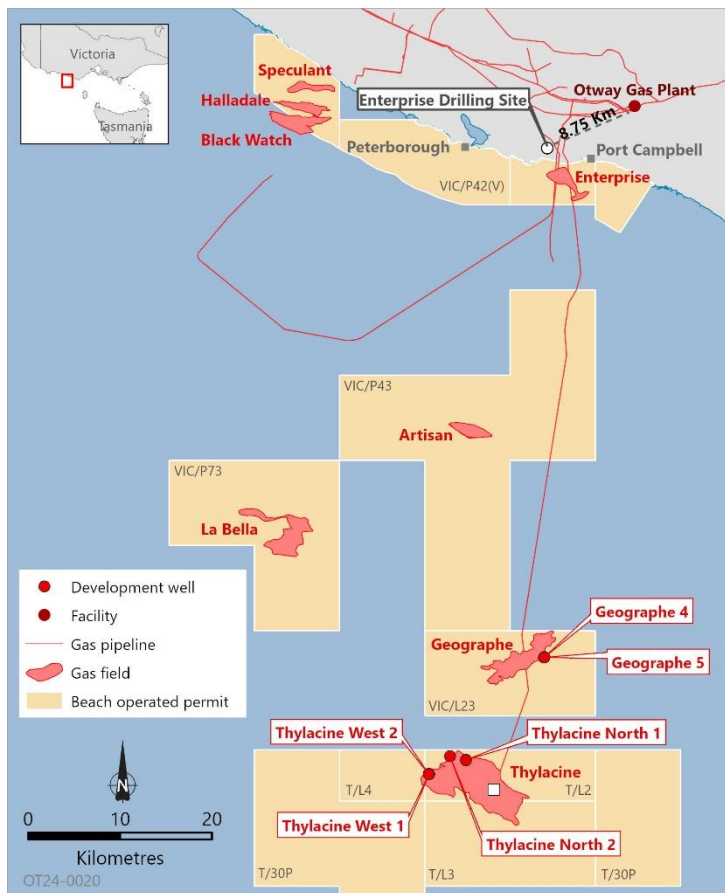 Victoria
Tasmania
Speculant
Halladale
Black Watch
Enterprise Drilling Site
Otway Gas Plant
8.75 Km
Peterborough
Port Campbell
Enterprise
VIC/P42(V)
VIC/P43
Artisan
VIC/P73
La Bella
Development well
Facility
Gas pipeline
Gas field
Beach operated permit
Geographe 4
Geographe
Geographe 5
VIC/L23
Thylacine West 2
Thylacine North 1
Thylacine
T/L4
T/L2
Thylacine West 1
Thylacine North 2
N
0 10 20
Kilometres
OT24-0020
T/30P
T/L3
T/30P